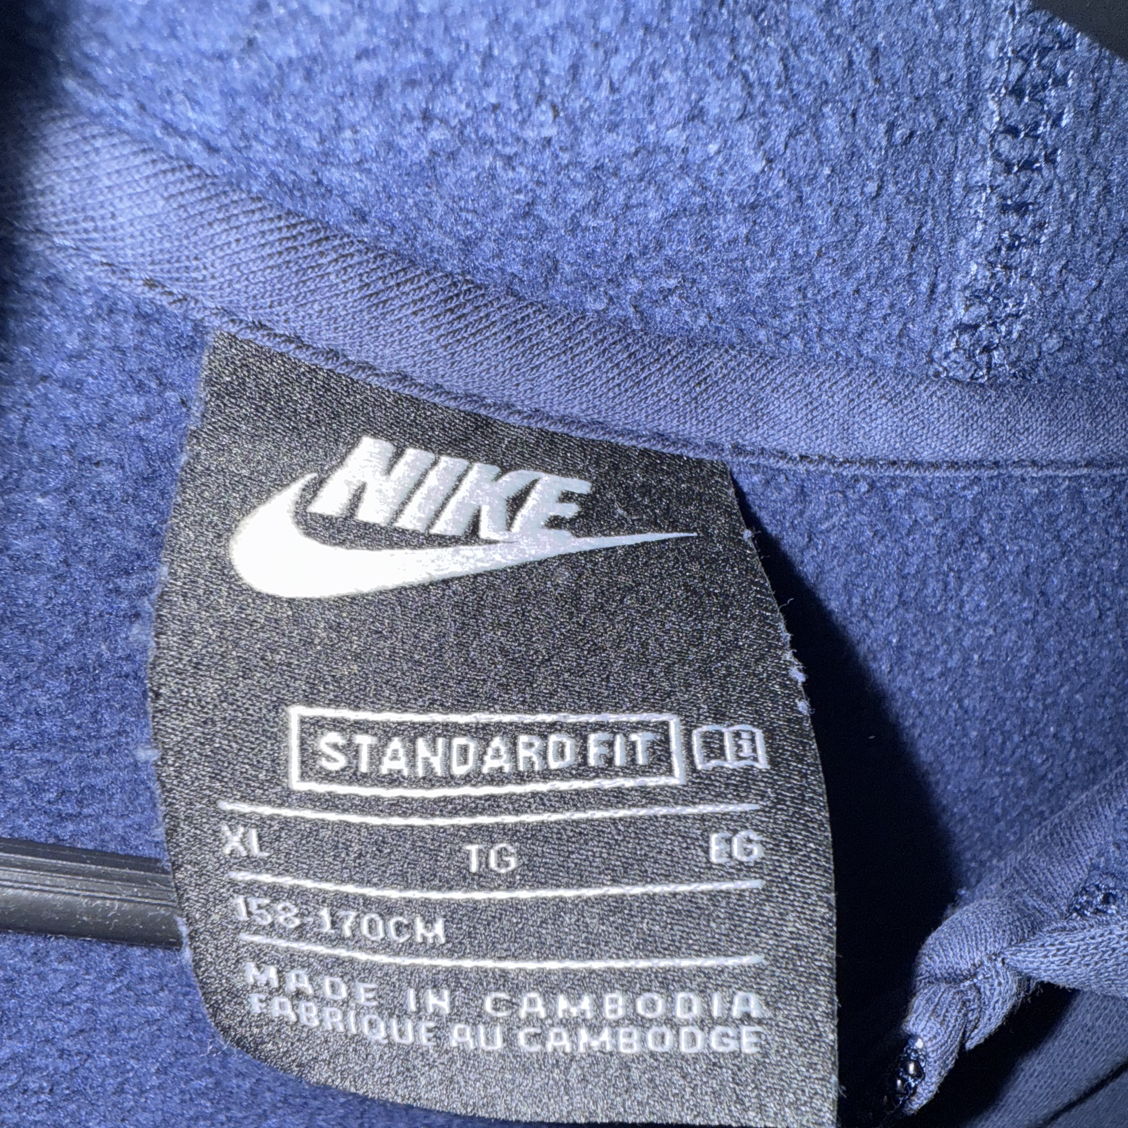 NIKE
STANDARD FIT
XL TG EG
158-170CM
MADE IN CAMBODIA
FABRIQUE AU CAMBODGE